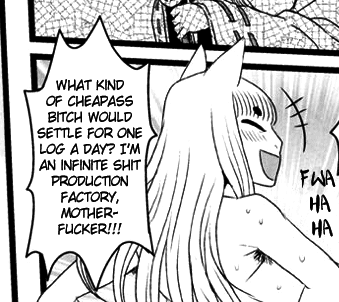 WHAT KIND
OF CHEAPASS
BITCH WOULD
SETTLE FOR ONE
LOG A DAY? I'M
AN INFINITE SHIT
PRODUCTION
FACTORY,
MOTHER-
FUCKER!!!
FWA
HA
HA